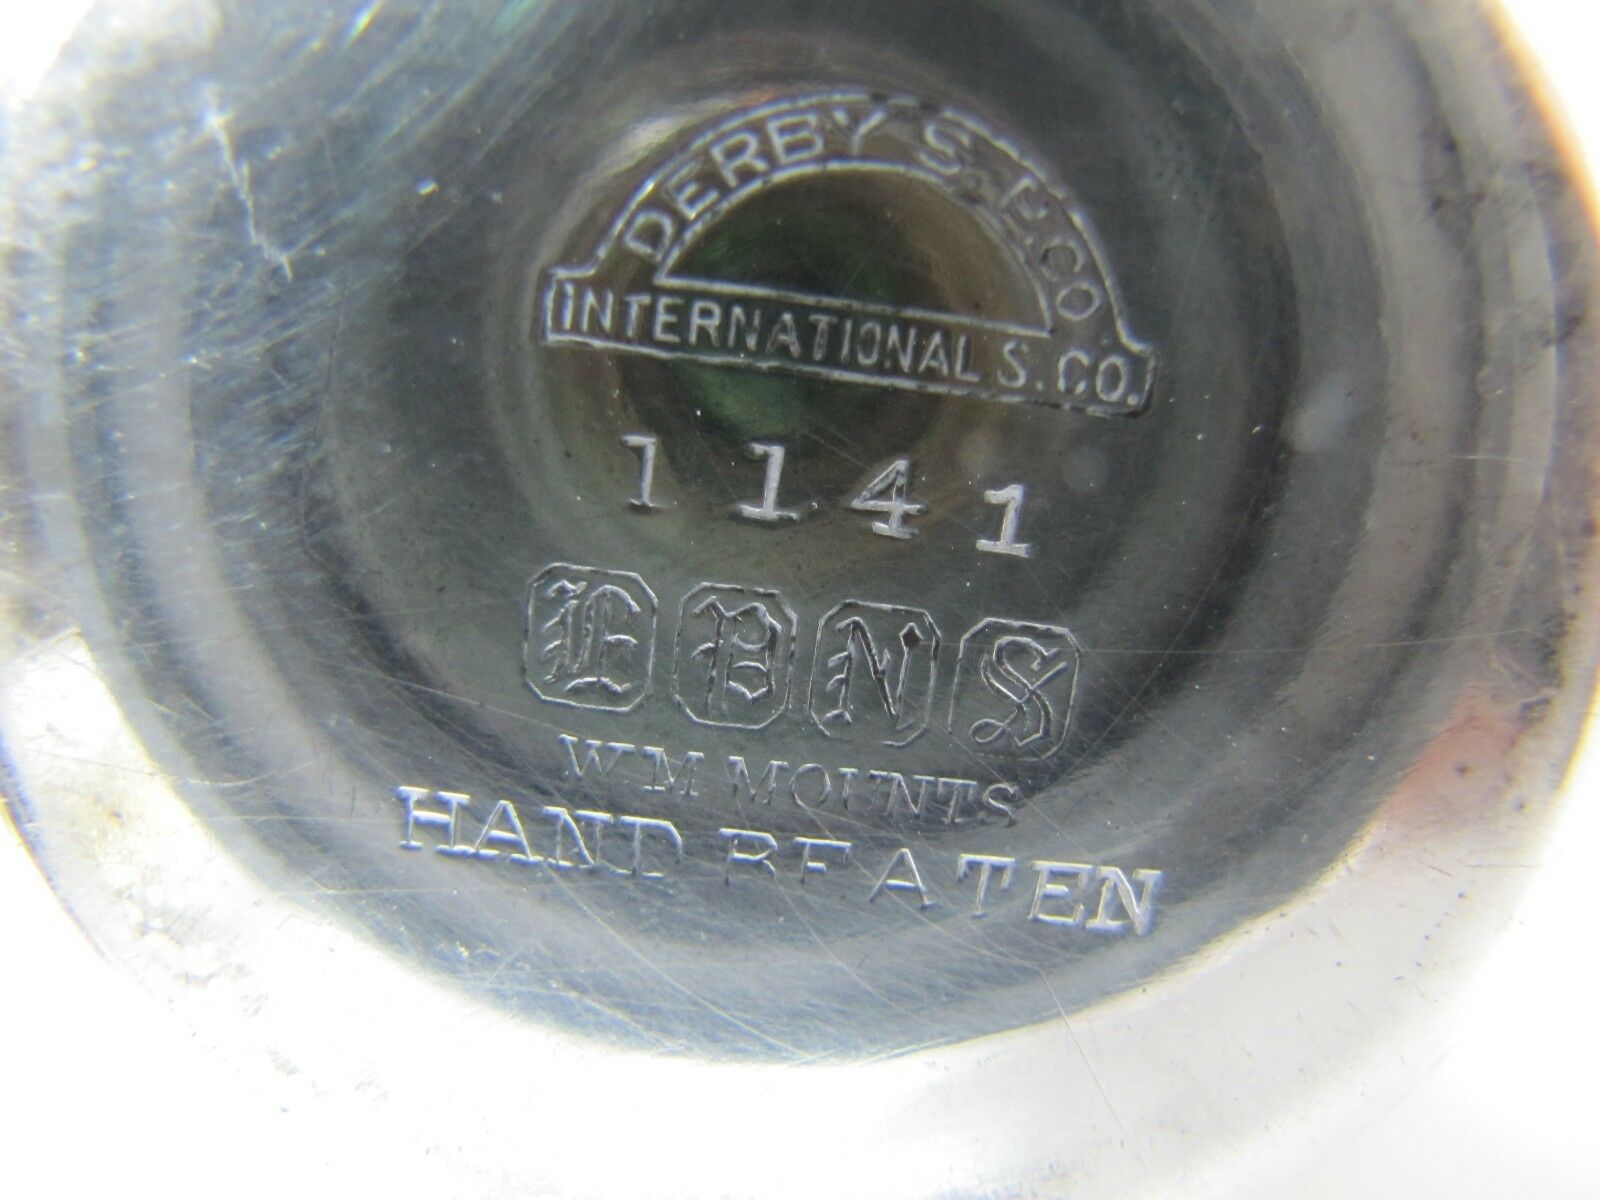 DERBY S. P. CO
INTERNATIONAL S. CO.
1141
E P N S
WM MOUNTS
HAND BEATEN